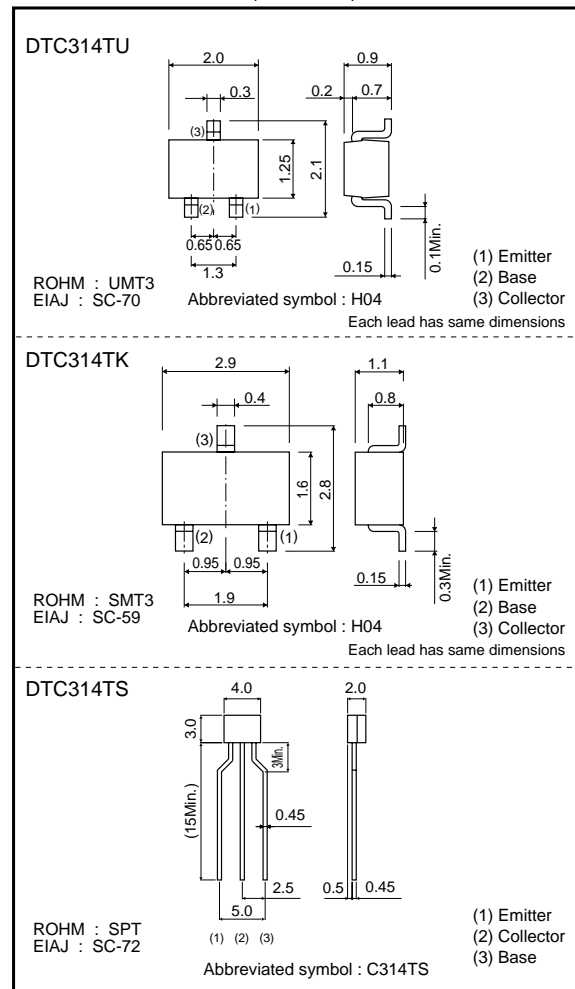 DTC314TU
2.0
0.3
(3)
1.25
2.1
(2)
(1)
0.65 0.65
1.3
0.9
0.2
0.7
0.15
0.1Min.
ROHM : UMT3
EIAJ : SC-70
Abbreviated symbol : H04
(1) Emitter
(2) Base
(3) Collector
Each lead has same dimensions
DTC314TK
2.9
0.4
(3)
1.6
2.8
(2)
(1)
0.95 0.95
1.9
1.1
0.8
0.15
0.3Min.
ROHM : SMT3
EIAJ : SC-59
Abbreviated symbol : H04
(1) Emitter
(2) Base
(3) Collector
Each lead has same dimensions
DTC314TS
4.0
2.0
3.0
3Min.
(15Min.)
0.45
2.5
5.0
0.5
0.45
(1) (2) (3)
ROHM : SPT
EIAJ : SC-72
Abbreviated symbol : C314TS
(1) Emitter
(2) Collector
(3) Base